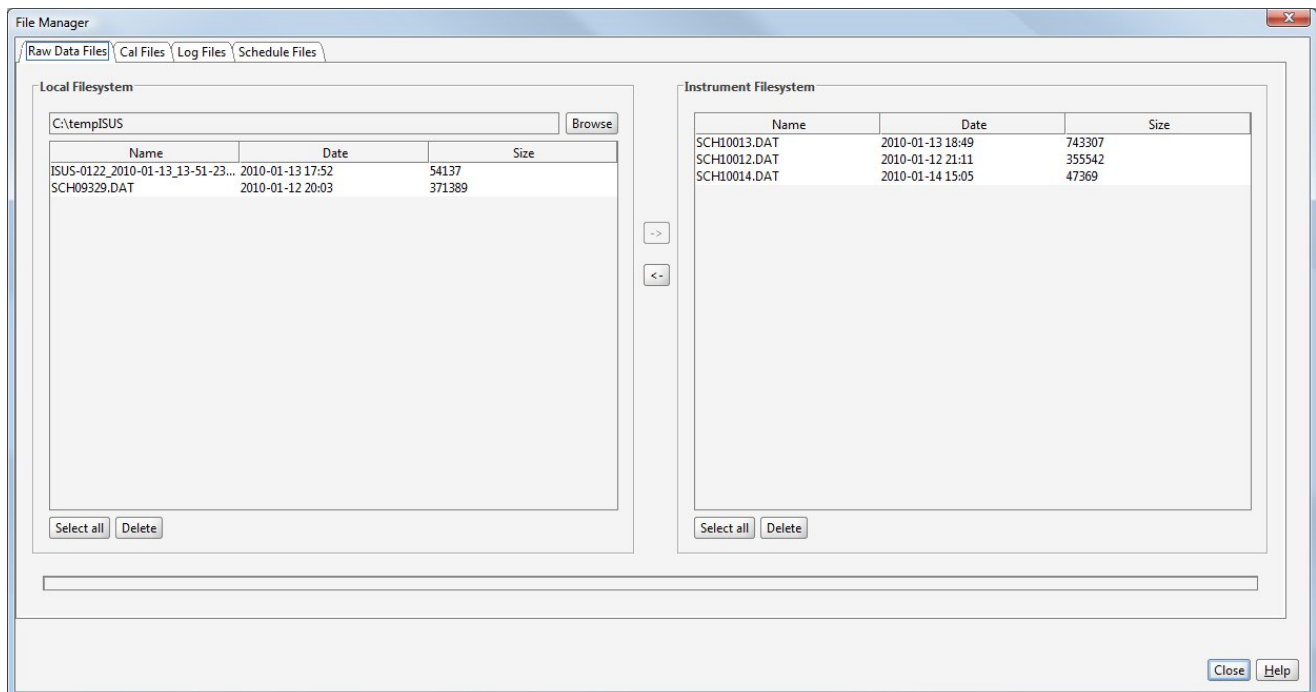 File Manager
Raw Data Files Cal Files Log Files Schedule Files
Local Filesystem
C:\tempISUS Browse
Name Date Size
ISUS-0122_2010-01-13_13-51-23... 2010-01-13 17:52 54137
SCH09329.DAT 2010-01-12 20:03 371389
Select all Delete
->
<-
Instrument Filesystem
Name Date Size
SCH10013.DAT 2010-01-13 18:49 743307
SCH10012.DAT 2010-01-12 21:11 355542
SCH10014.DAT 2010-01-14 15:05 47369
Select all Delete
Close Help